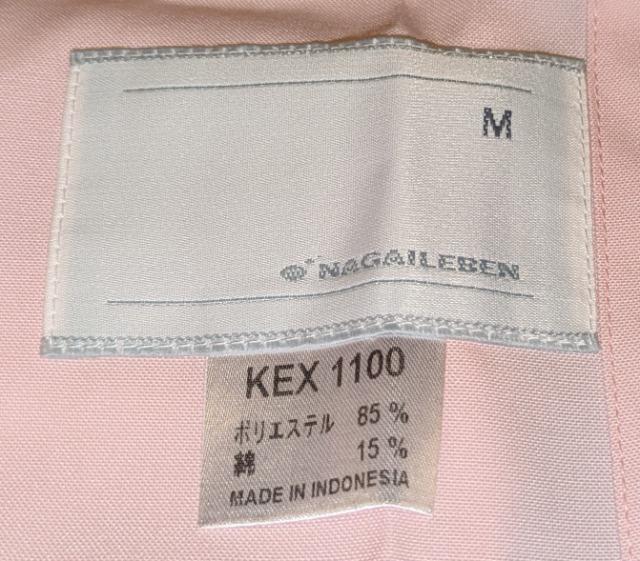 M
NAGAILEBEN
KEX 1100
ポリエステル 85 %
綿 15 %
MADE IN INDONESIA